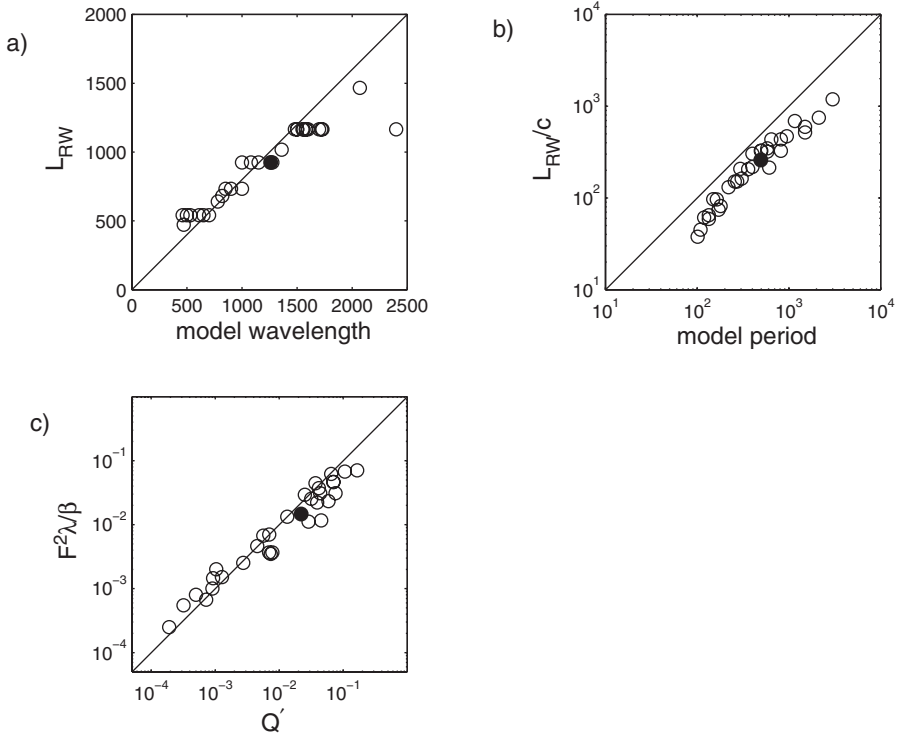 a)
2000
1500
1000
500
0
L_RW
0 500 1000 1500 2000 2500
model wavelength
b)
10^4
10^3
10^2
10^1
L_RW/c
10^1 10^2 10^3 10^4
model period
c)
10^-1
10^-2
10^-3
10^-4
F^2λ/β
10^-4 10^-3 10^-2 10^-1
Q′